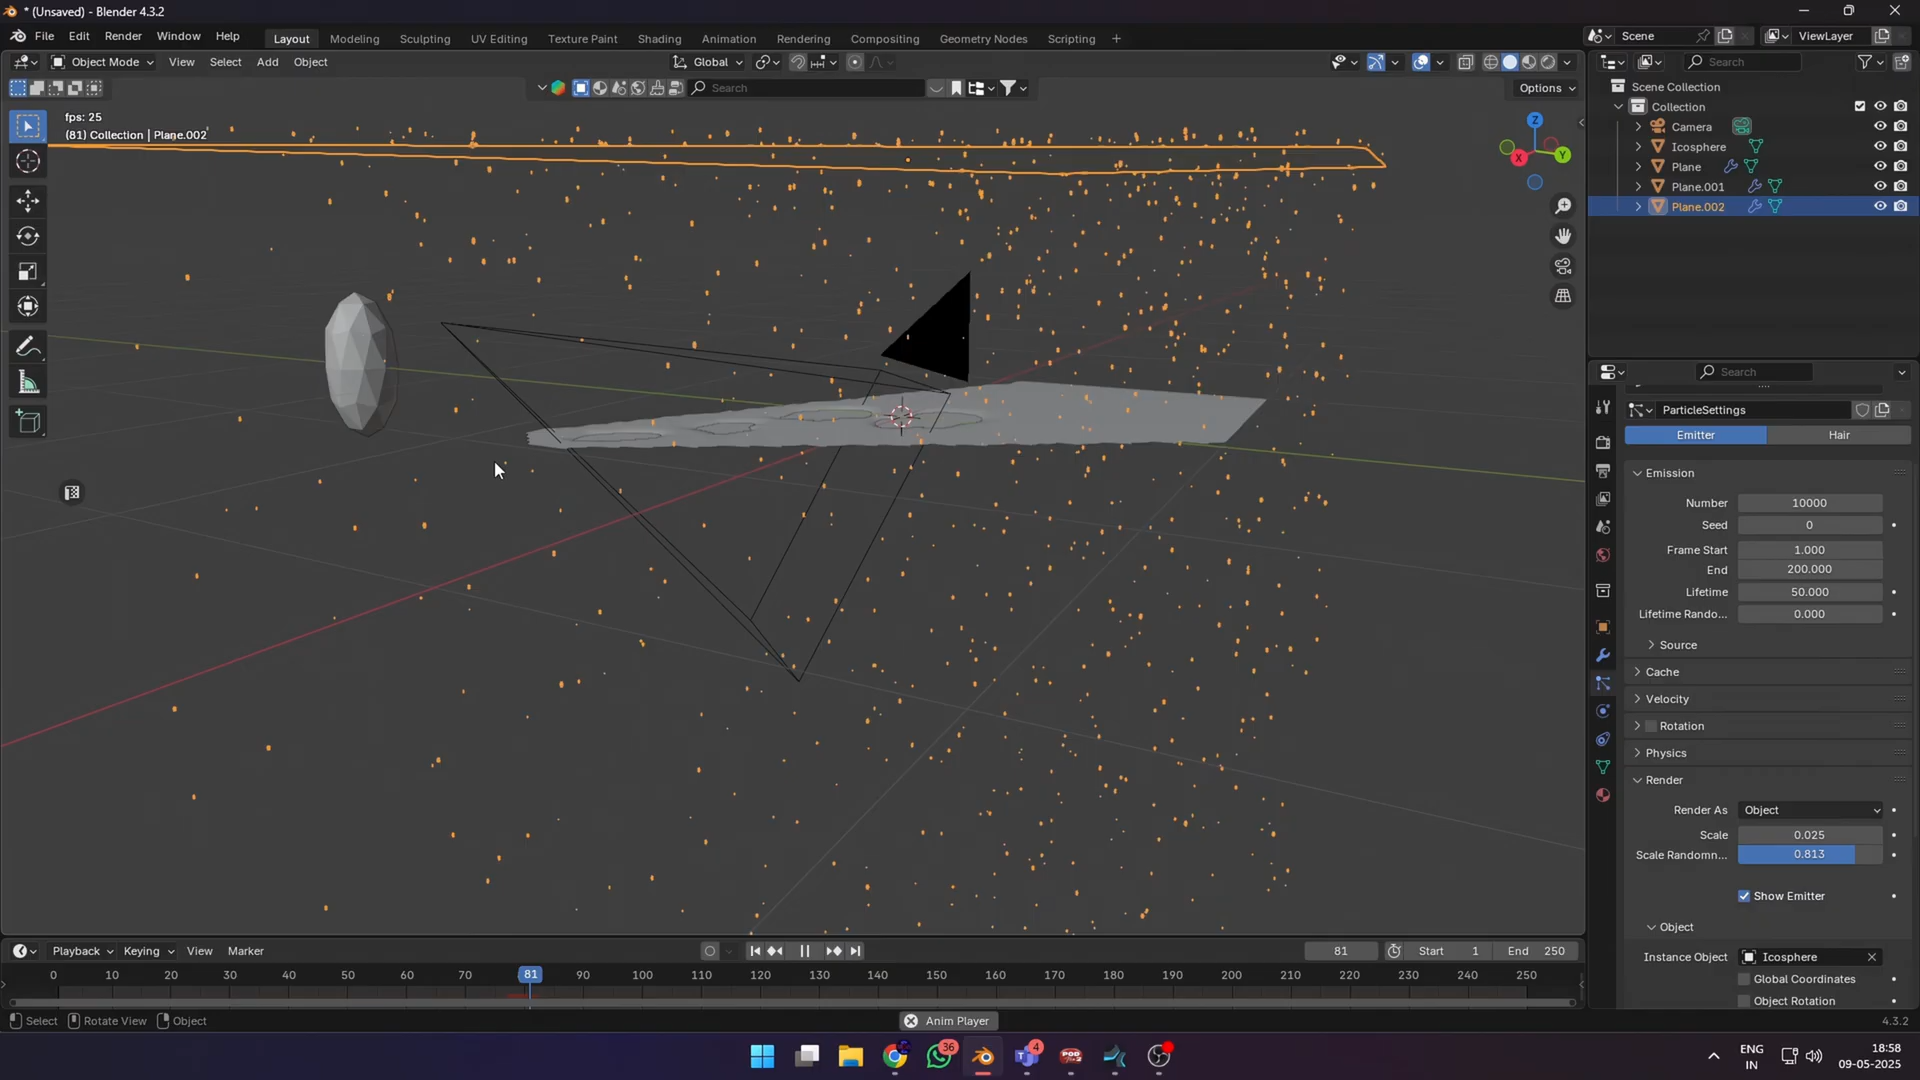 * (Unsaved) - Blender 4.3.2
File Edit Render Window Help
Layout Modeling Sculpting UV Editing Texture Paint Shading Animation Rendering Compositing Geometry Nodes Scripting +
Scene ViewLayer
Object Mode View Select Add Object
Global
Search
Search
Options
fps: 25
(81) Collection | Plane.002
Z
X
Y
Scene Collection
Collection
Camera
Icosphere
Plane
Plane.001
Plane.002
Search
ParticleSettings
Emitter Hair
Emission
Number 10000
Seed 0
Frame Start 1.000
End 200.000
Lifetime 50.000
Lifetime Rando... 0.000
Source
Cache
Velocity
Rotation
Physics
Render
Render As Object
Scale 0.025
Scale Randomn... 0.813
Show Emitter
Object
Instance Object Icosphere
Global Coordinates
Object Rotation
Playback Keying View Marker
81 Start 1 End 250
0 10 20 30 40 50 60 70 81 90 100 110 120 130 140 150 160 170 180 190 200 210 220 230 240 250
Select Rotate View Object
Anim Player
4.3.2
36
4
POD
ENG
IN
18:58
09-05-2025